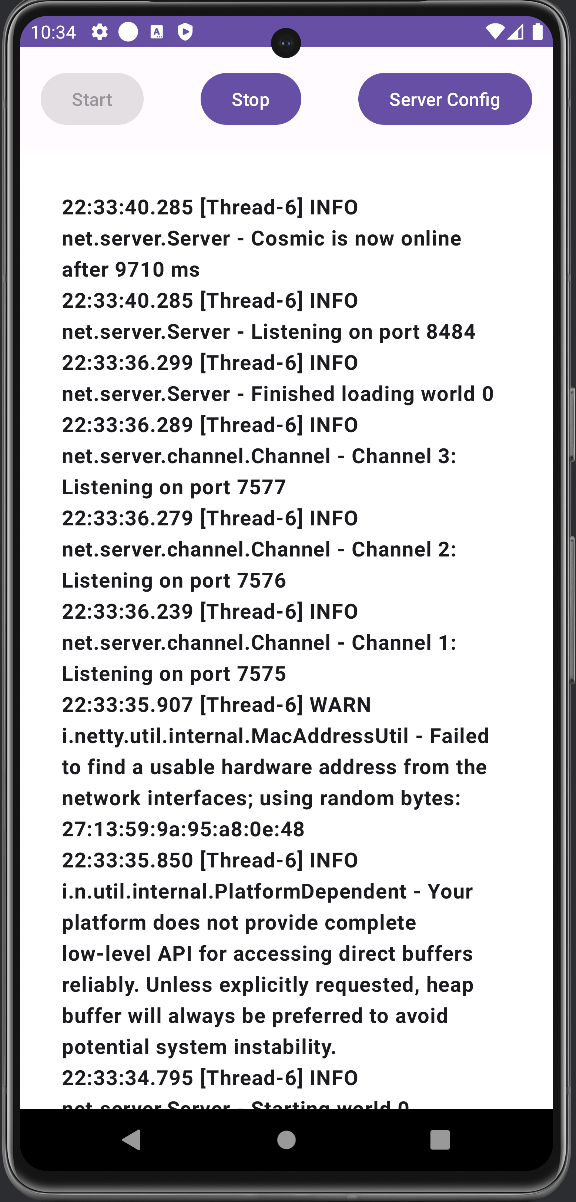 10:34
Start
Stop
Server Config
22:33:40.285 [Thread-6] INFO
net.server.Server - Cosmic is now online
after 9710 ms
22:33:40.285 [Thread-6] INFO
net.server.Server - Listening on port 8484
22:33:36.299 [Thread-6] INFO
net.server.Server - Finished loading world 0
22:33:36.289 [Thread-6] INFO
net.server.channel.Channel - Channel 3:
Listening on port 7577
22:33:36.279 [Thread-6] INFO
net.server.channel.Channel - Channel 2:
Listening on port 7576
22:33:36.239 [Thread-6] INFO
net.server.channel.Channel - Channel 1:
Listening on port 7575
22:33:35.907 [Thread-6] WARN
i.netty.util.internal.MacAddressUtil - Failed
to find a usable hardware address from the
network interfaces; using random bytes:
27:13:59:9a:95:a8:0e:48
22:33:35.850 [Thread-6] INFO
i.n.util.internal.PlatformDependent - Your
platform does not provide complete
low-level API for accessing direct buffers
reliably. Unless explicitly requested, heap
buffer will always be preferred to avoid
potential system instability.
22:33:34.795 [Thread-6] INFO
net.server.Server - Starting world 0